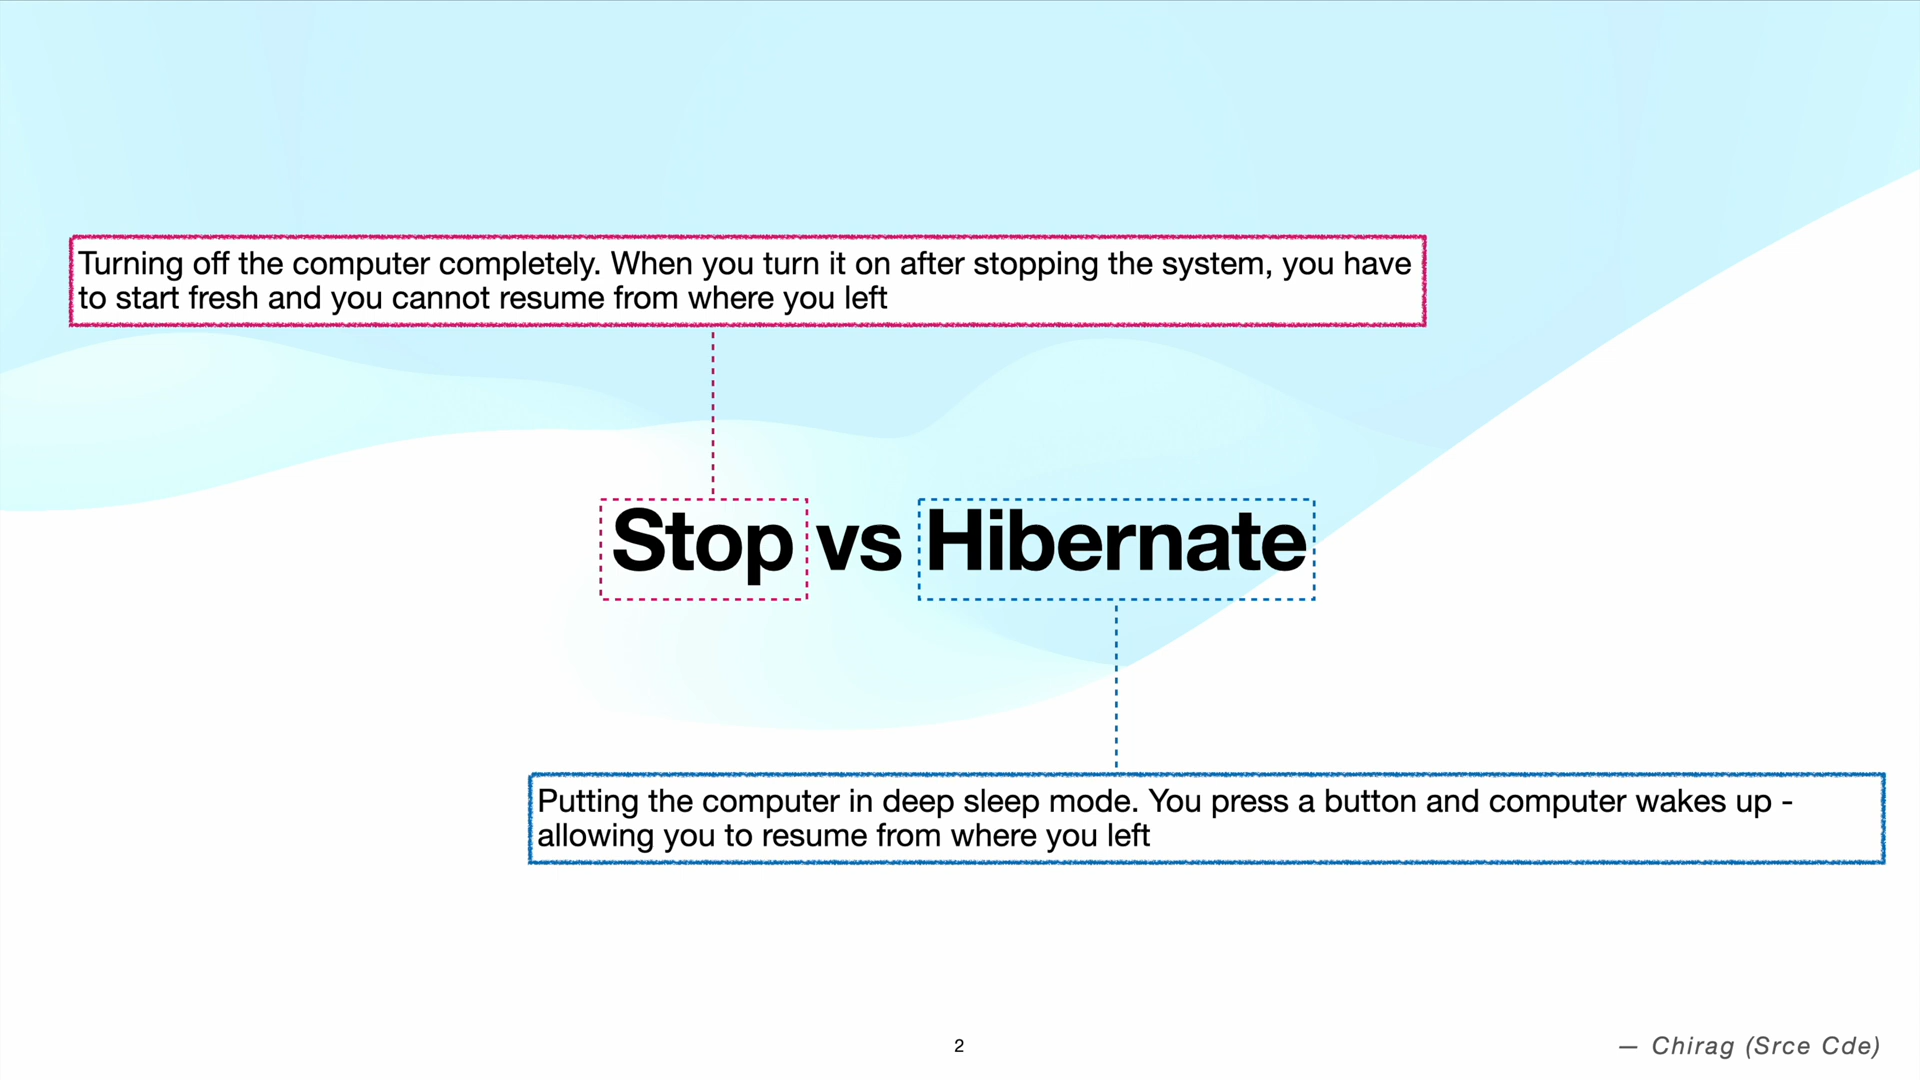 Turning off the computer completely. When you turn it on after stopping the system, you have
to start fresh and you cannot resume from where you left
Stop vs Hibernate
Putting the computer in deep sleep mode. You press a button and computer wakes up -
allowing you to resume from where you left
2
— Chirag (Srce Cde)